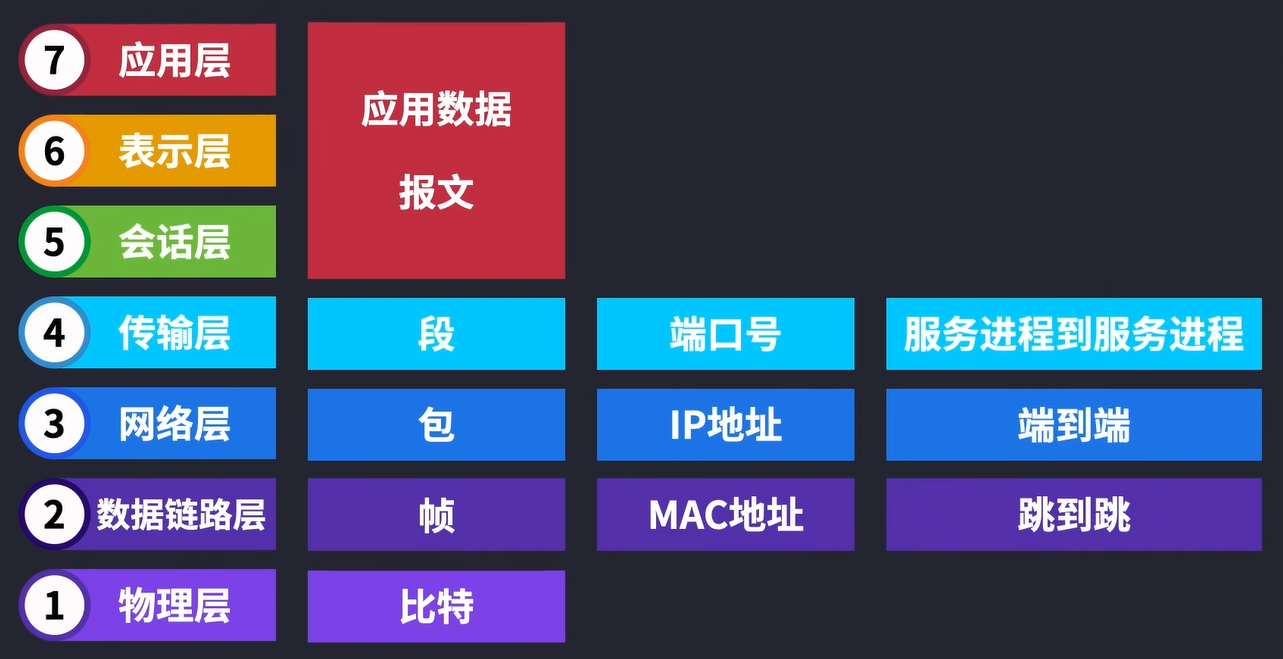 7 应用层
应用数据
报文
6 表示层
5 会话层
4 传输层 段 端口号 服务进程到服务进程
3 网络层 包 IP地址 端到端
2 数据链路层 帧 MAC地址 跳到跳
1 物理层 比特